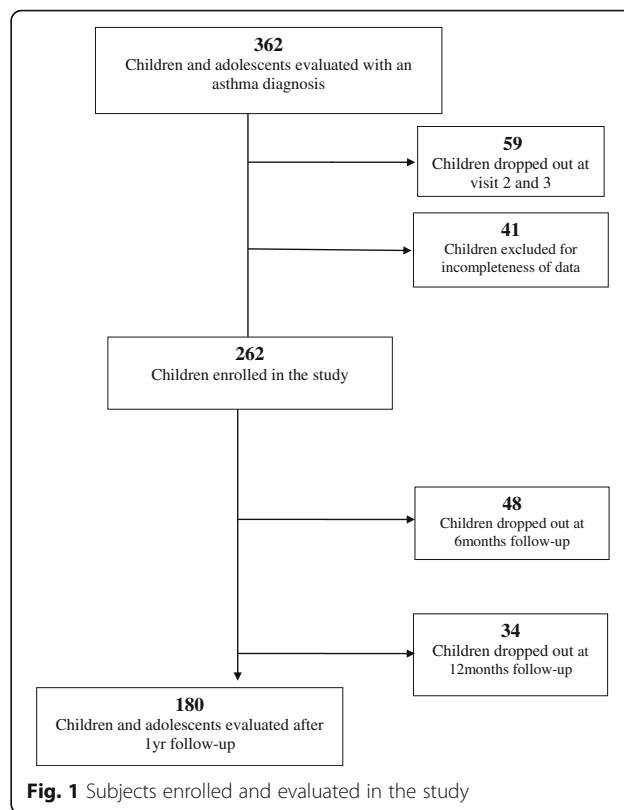 362
Children and adolescents evaluated with an
asthma diagnosis
59
Children dropped out at
visit 2 and 3
41
Children excluded for
incompleteness of data
262
Children enrolled in the study
48
Children dropped out at
6months follow-up
34
Children dropped out at
12months follow-up
180
Children and adolescents evaluated after
1yr follow-up
Fig. 1 Subjects enrolled and evaluated in the study